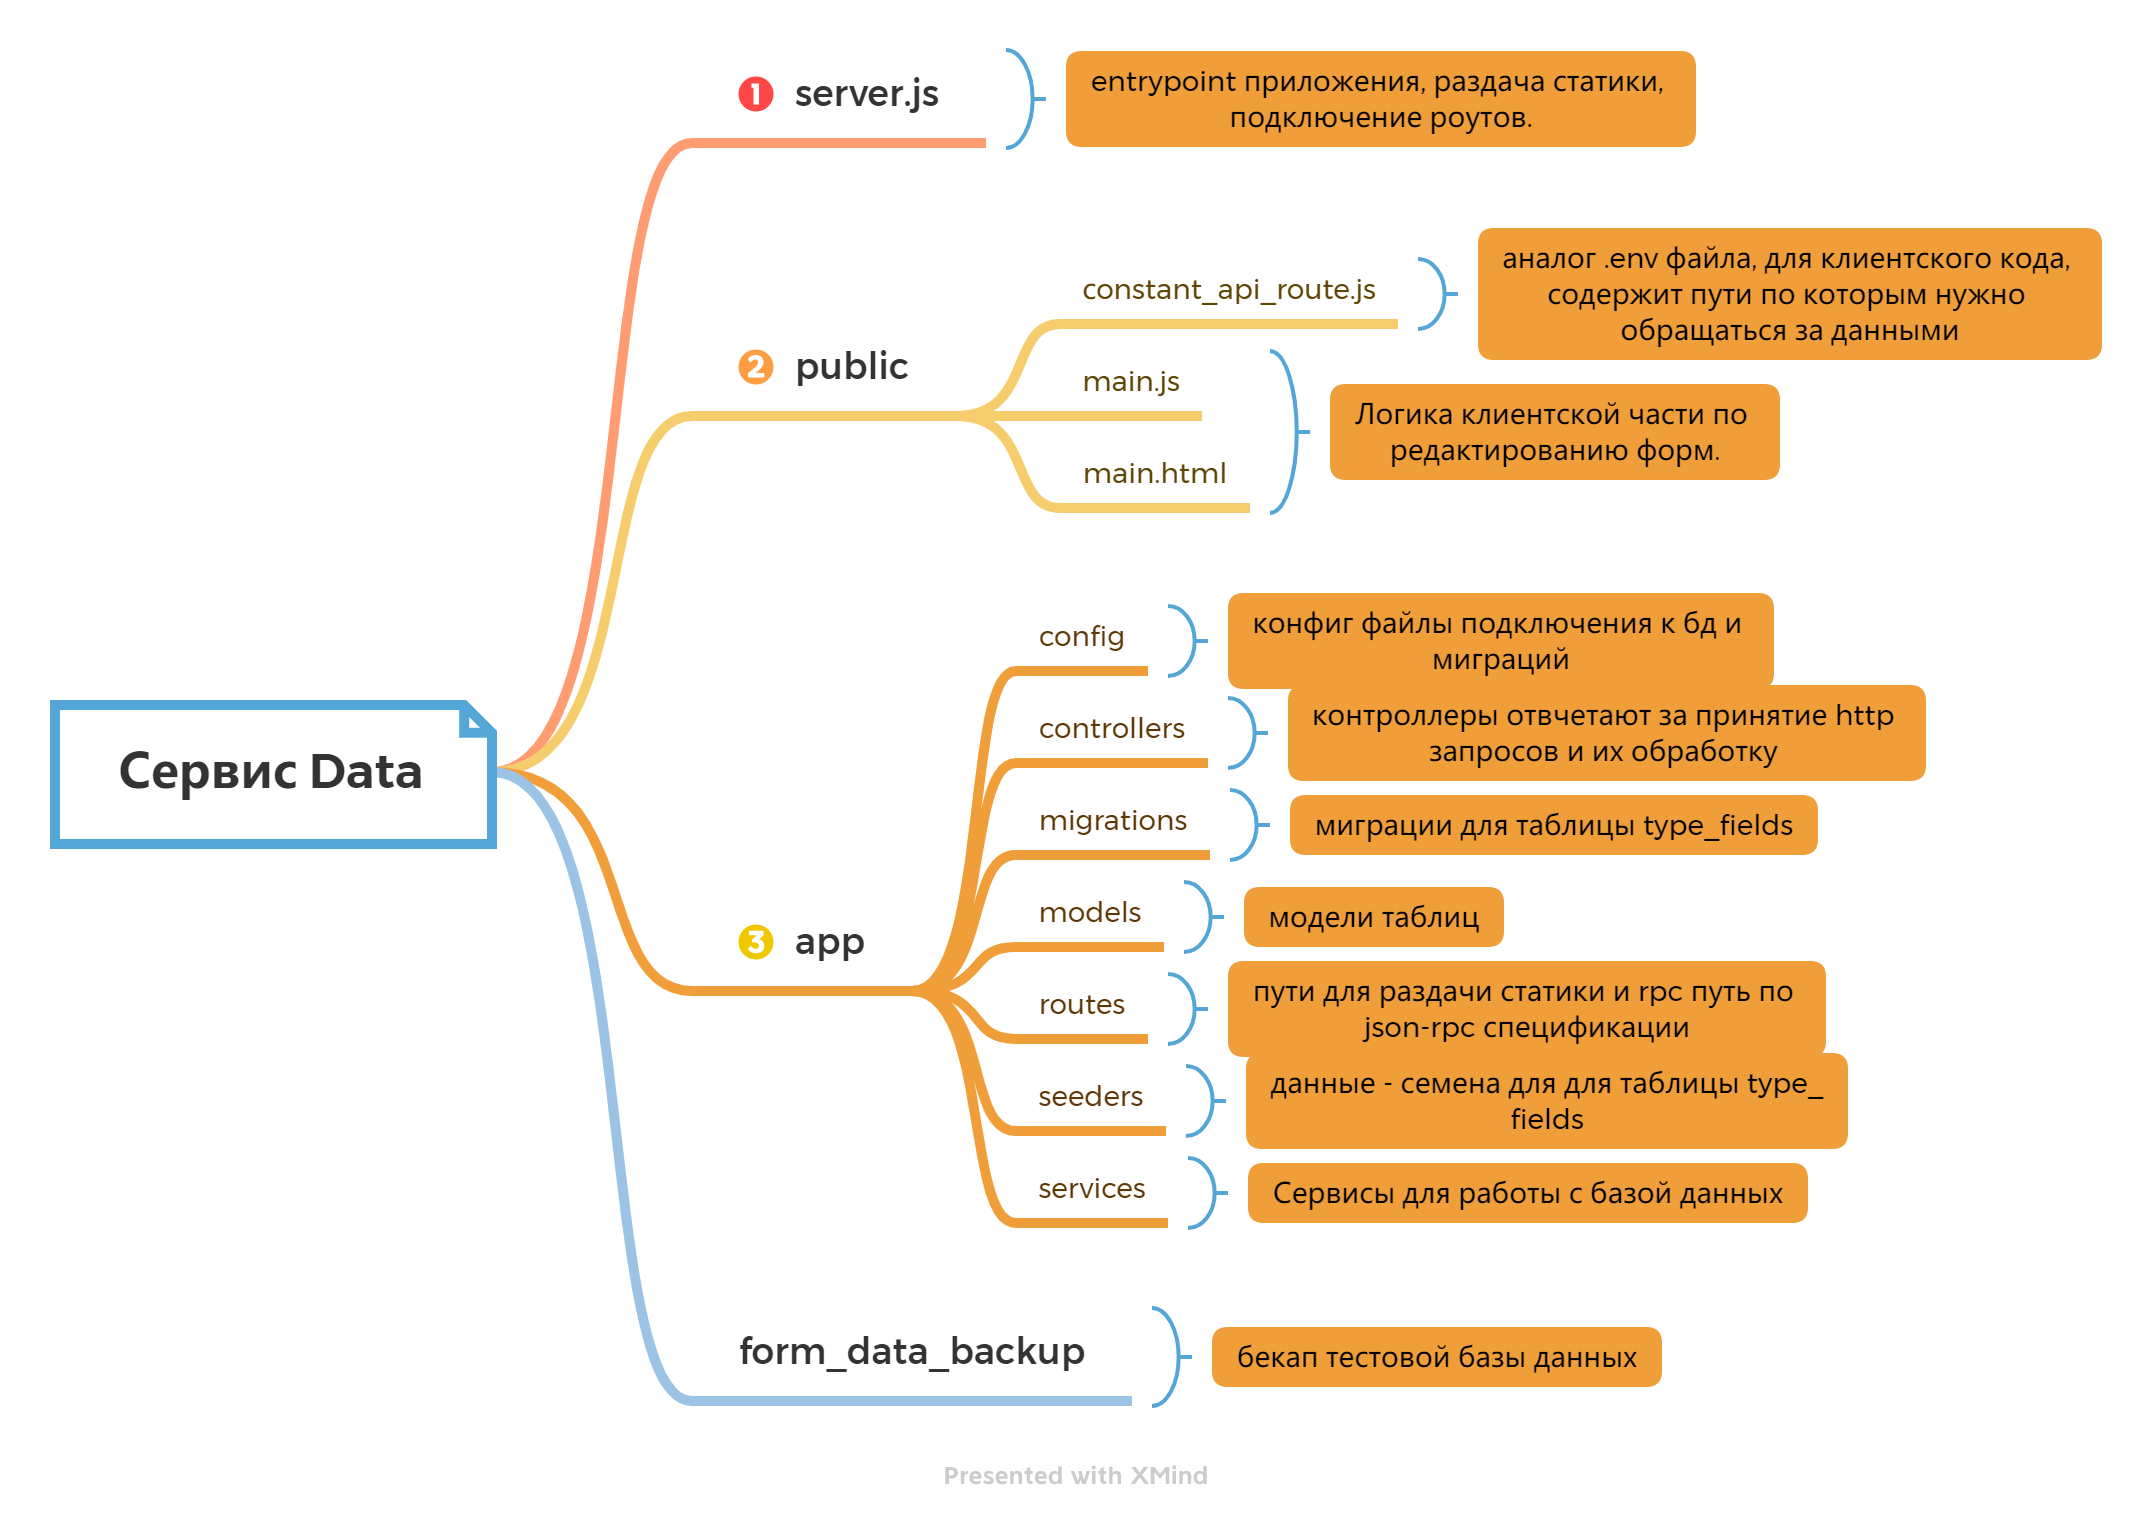 Сервис Data
1 server.js
entrypoint приложения, раздача статики,
подключение роутов.
2 public
constant_api_route.js
аналог .env файла, для клиентского кода,
содержит пути по которым нужно
обращаться за данными
main.js
main.html
Логика клиентской части по
редактированию форм.
3 app
config
конфиг файлы подключения к бд и
миграций
controllers
контроллеры отвчетают за принятие http
запросов и их обработку
migrations
миграции для таблицы type_fields
models
модели таблиц
routes
пути для раздачи статики и rpc путь по
json-rpc спецификации
seeders
данные - семена для для таблицы type_
fields
services
Сервисы для работы с базой данных
form_data_backup
бекап тестовой базы данных
Presented with XMind